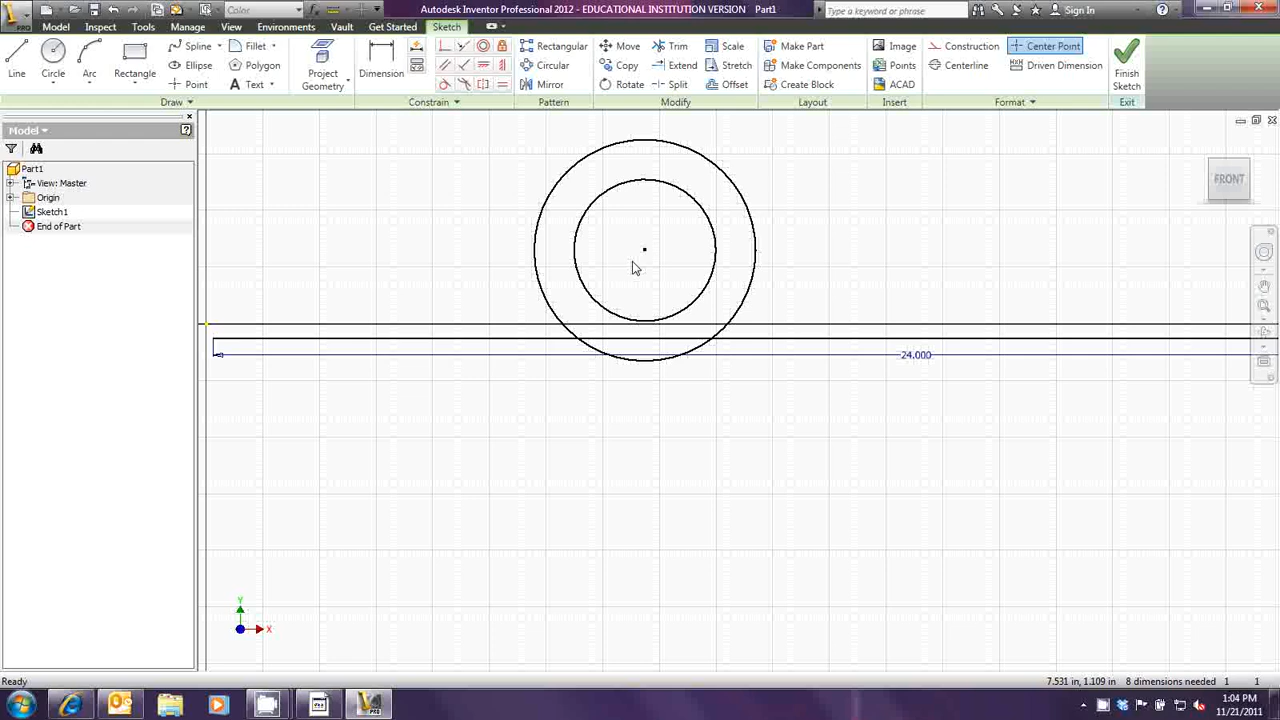 PRO
Color
Autodesk Inventor Professional 2012 - EDUCATIONAL INSTITUTION VERSION Part1
Type a keyword or phrase
Sign In
Model Inspect Tools Manage View Environments Vault Get Started Sketch
Line
Circle
Arc
Rectangle
Spline
Ellipse
Point
Fillet
Polygon
Text
Project
Geometry
Dimension
Rectangular
Circular
Mirror
Move
Copy
Rotate
Trim
Extend
Split
Scale
Stretch
Offset
Make Part
Make Components
Create Block
Image
Points
ACAD
Construction
Centerline
Center Point
Driven Dimension
Finish
Sketch
Draw
Constrain
Pattern
Modify
Layout
Insert
Format
Exit
Model
Part1
View: Master
Origin
Sketch1
End of Part
FRONT
24.000
Y
X
Ready
7.531 in, 1.109 in 8 dimensions needed 1 1
PRO
1:04 PM
11/21/2011